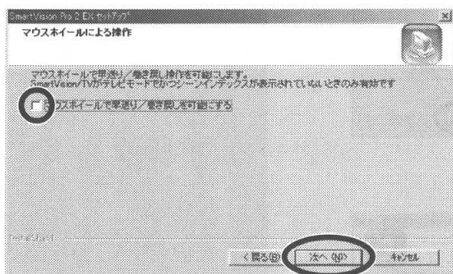 SmartVision Pro 2 EX セットアップ
マウスホイールによる操作
マウスホイールで早送り／巻き戻し操作を可能にします。
SmartVision/TVがテレビモードでかつシーンインデックスが表示されていないときのみ有効です
マウスホイールで早送り／巻き戻しを可能にする
InstallShield
< 戻る(B)
次へ(N) >
キャンセル